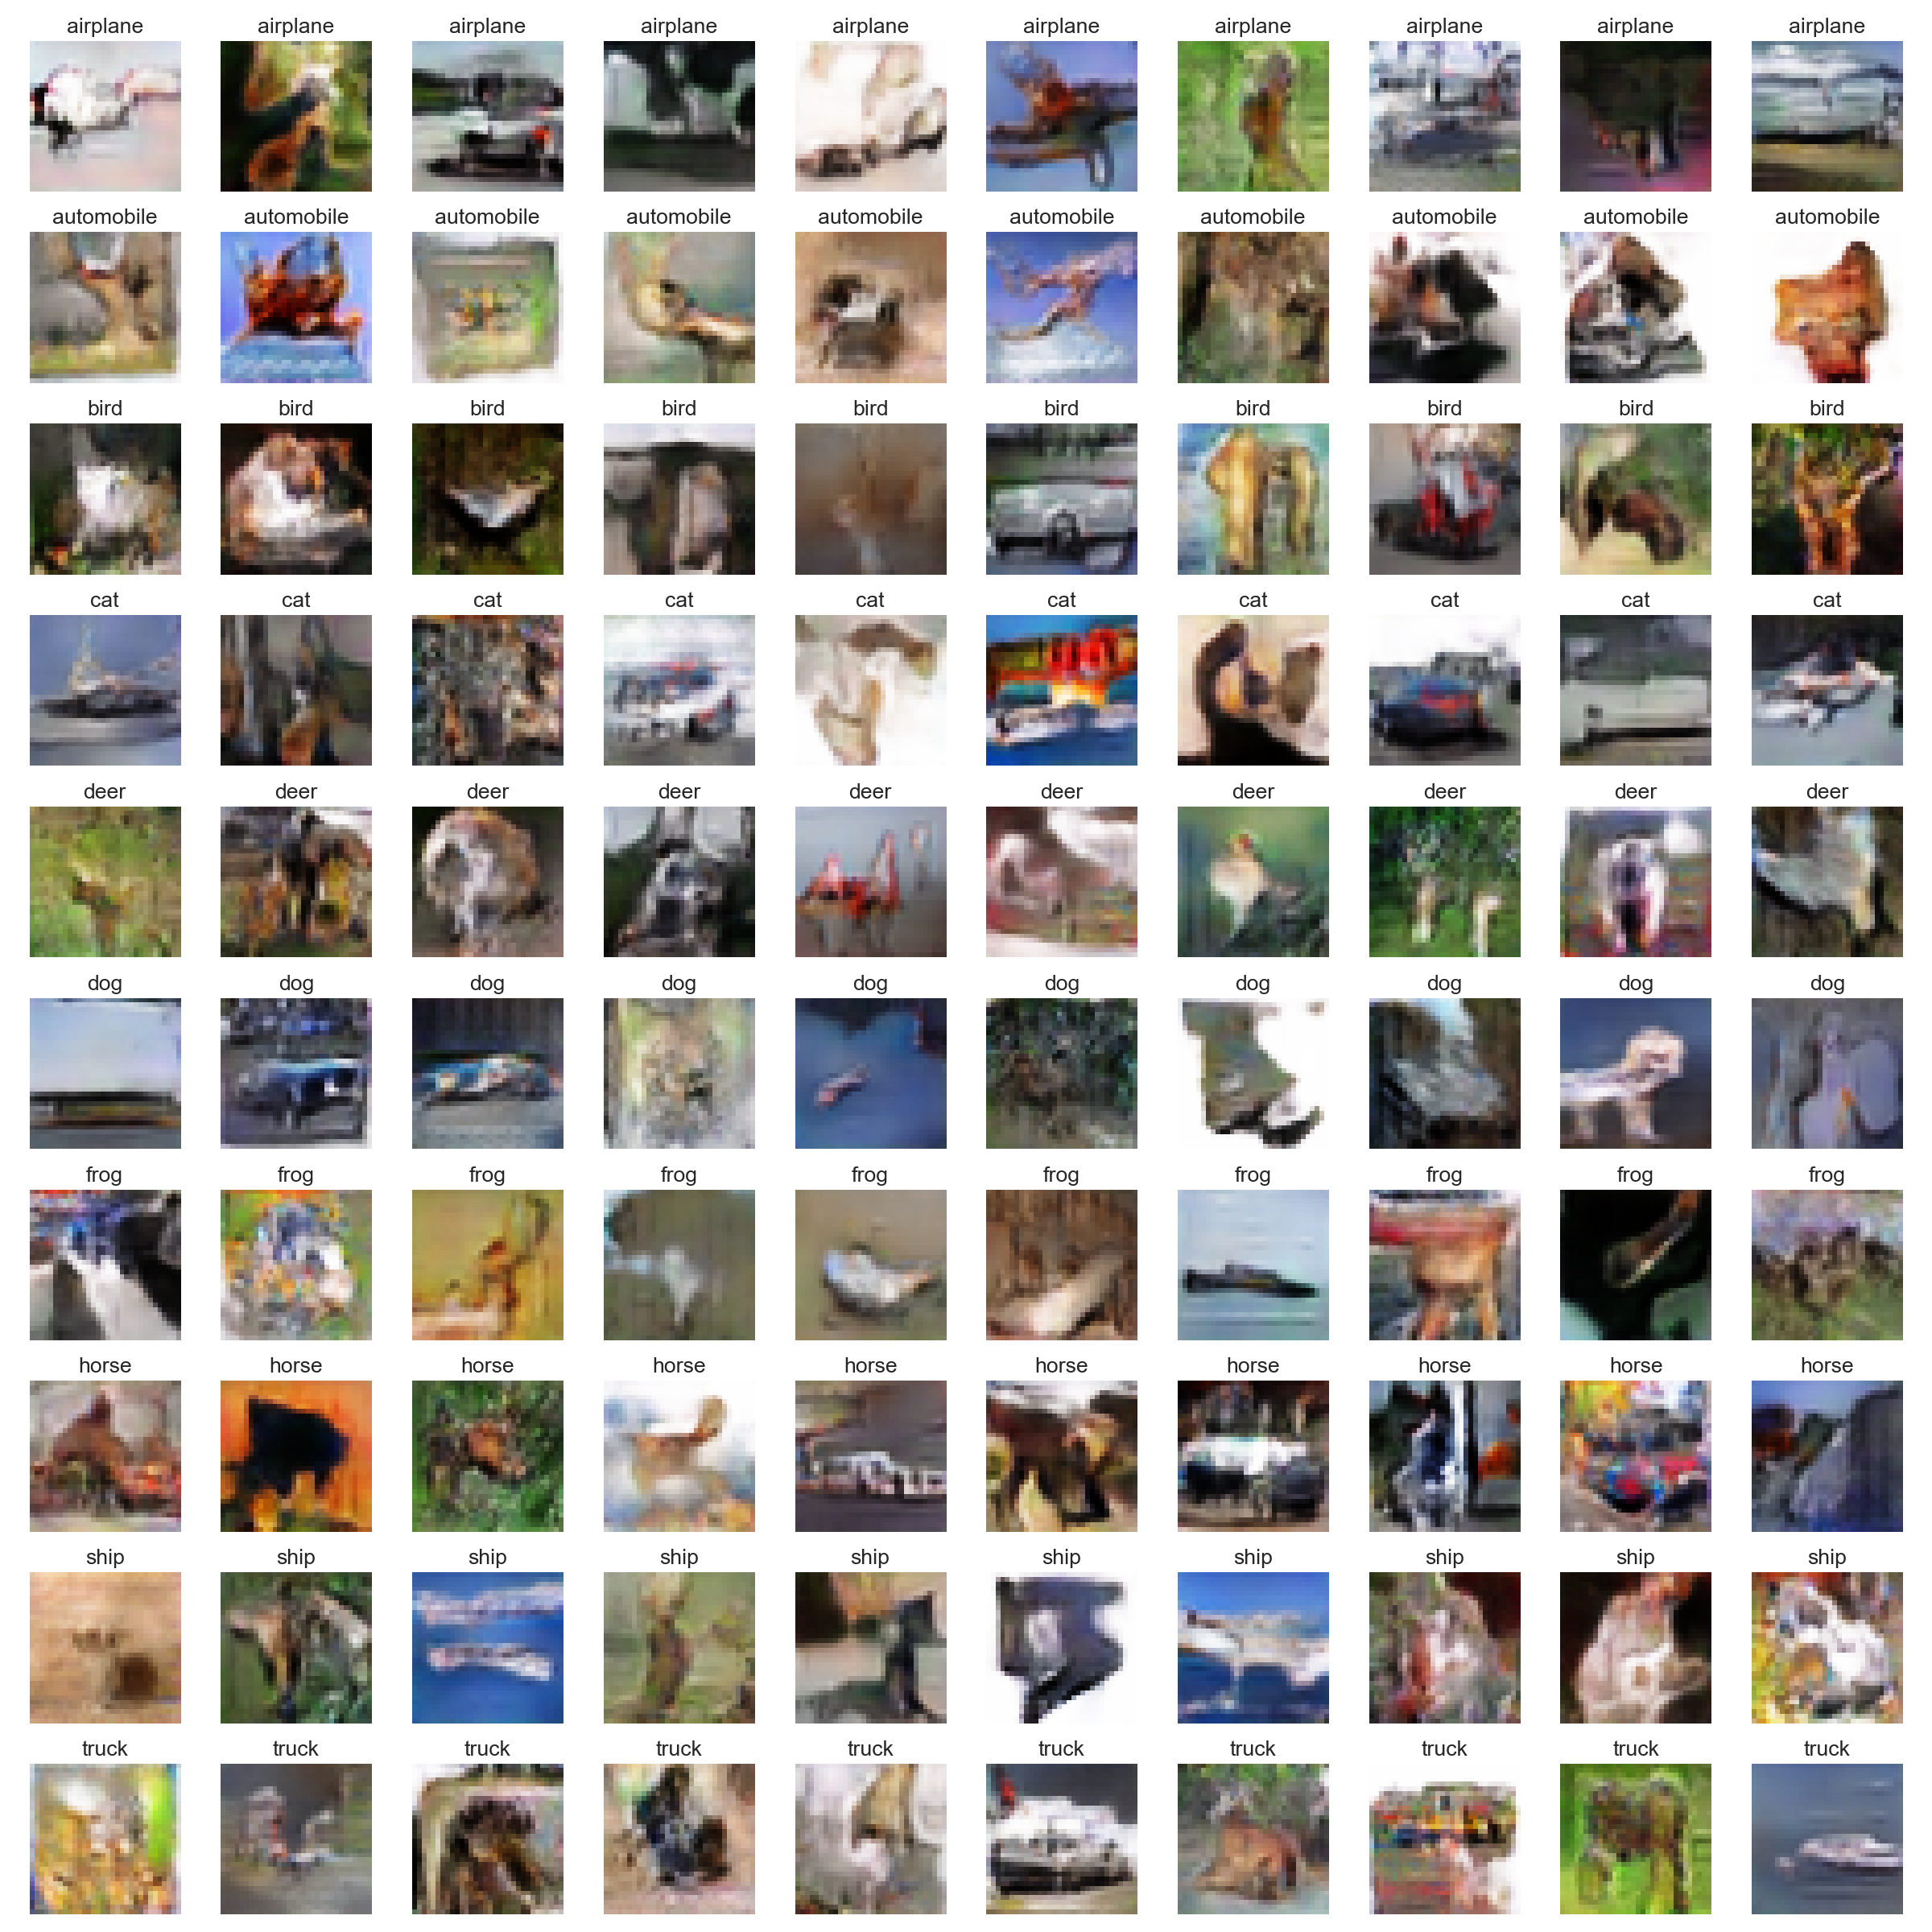 airplane airplane airplane airplane airplane airplane airplane airplane airplane airplane
automobile automobile automobile automobile automobile automobile automobile automobile automobile automobile
bird bird bird bird bird bird bird bird bird bird
cat cat cat cat cat cat cat cat cat cat
deer deer deer deer deer deer deer deer deer deer
dog dog dog dog dog dog dog dog dog dog
frog frog frog frog frog frog frog frog frog frog
horse horse horse horse horse horse horse horse horse horse
ship ship ship ship ship ship ship ship ship ship
truck truck truck truck truck truck truck truck truck truck